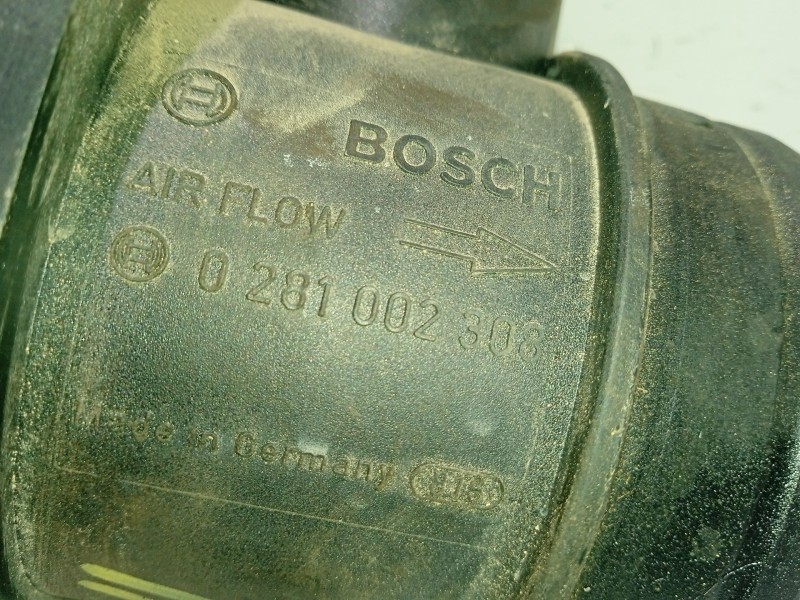 BOSCH
AIR FLOW
0 281 002 308
Made in Germany